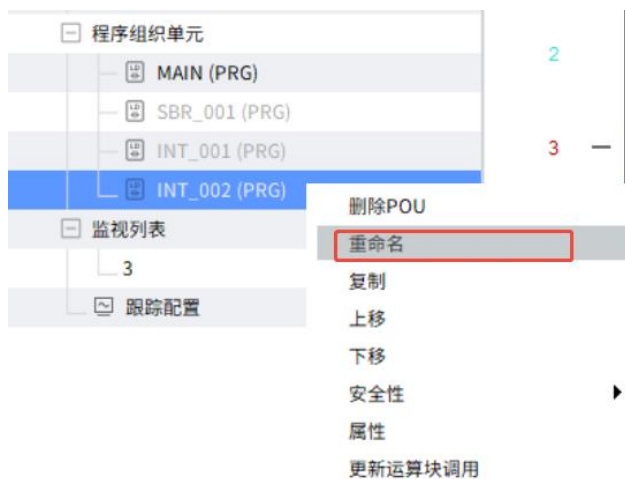 程序组织单元
MAIN (PRG)
2
SBR_001 (PRG)
INT_001 (PRG)
3
INT_002 (PRG)
删除POU
监视列表
重命名
3
复制
跟踪配置
上移
下移
安全性
属性
更新运算块调用